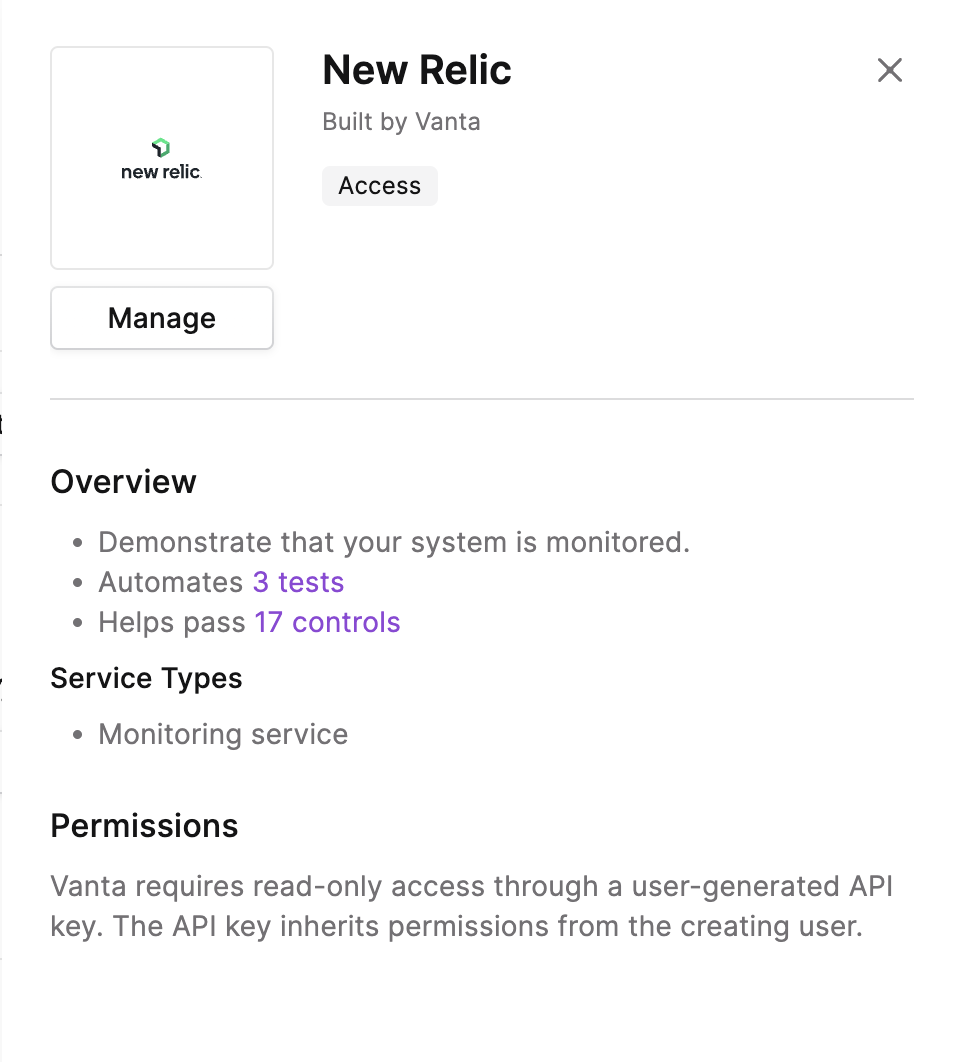 New Relic
Built by Vanta
new relic.
Access
Manage
Overview
• Demonstrate that your system is monitored.
• Automates 3 tests
• Helps pass 17 controls
Service Types
• Monitoring service
Permissions
Vanta requires read-only access through a user-generated API
key. The API key inherits permissions from the creating user.